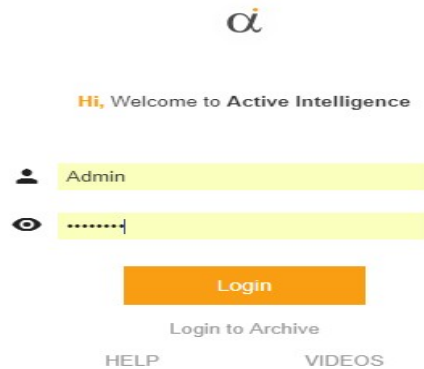 αi
Hi, Welcome to Active Intelligence
Admin
••••••••
Login
Login to Archive
HELP VIDEOS